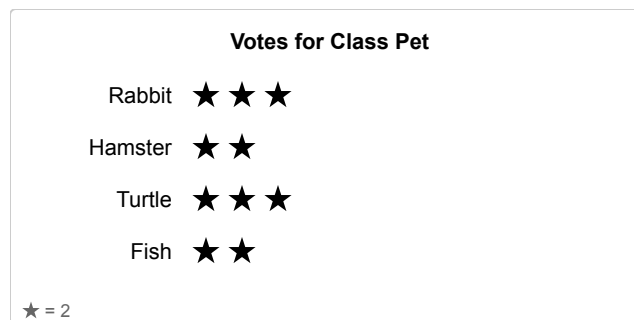 Votes for Class Pet
Rabbit ★ ★ ★
Hamster ★ ★
Turtle ★ ★ ★
Fish ★ ★
★ = 2